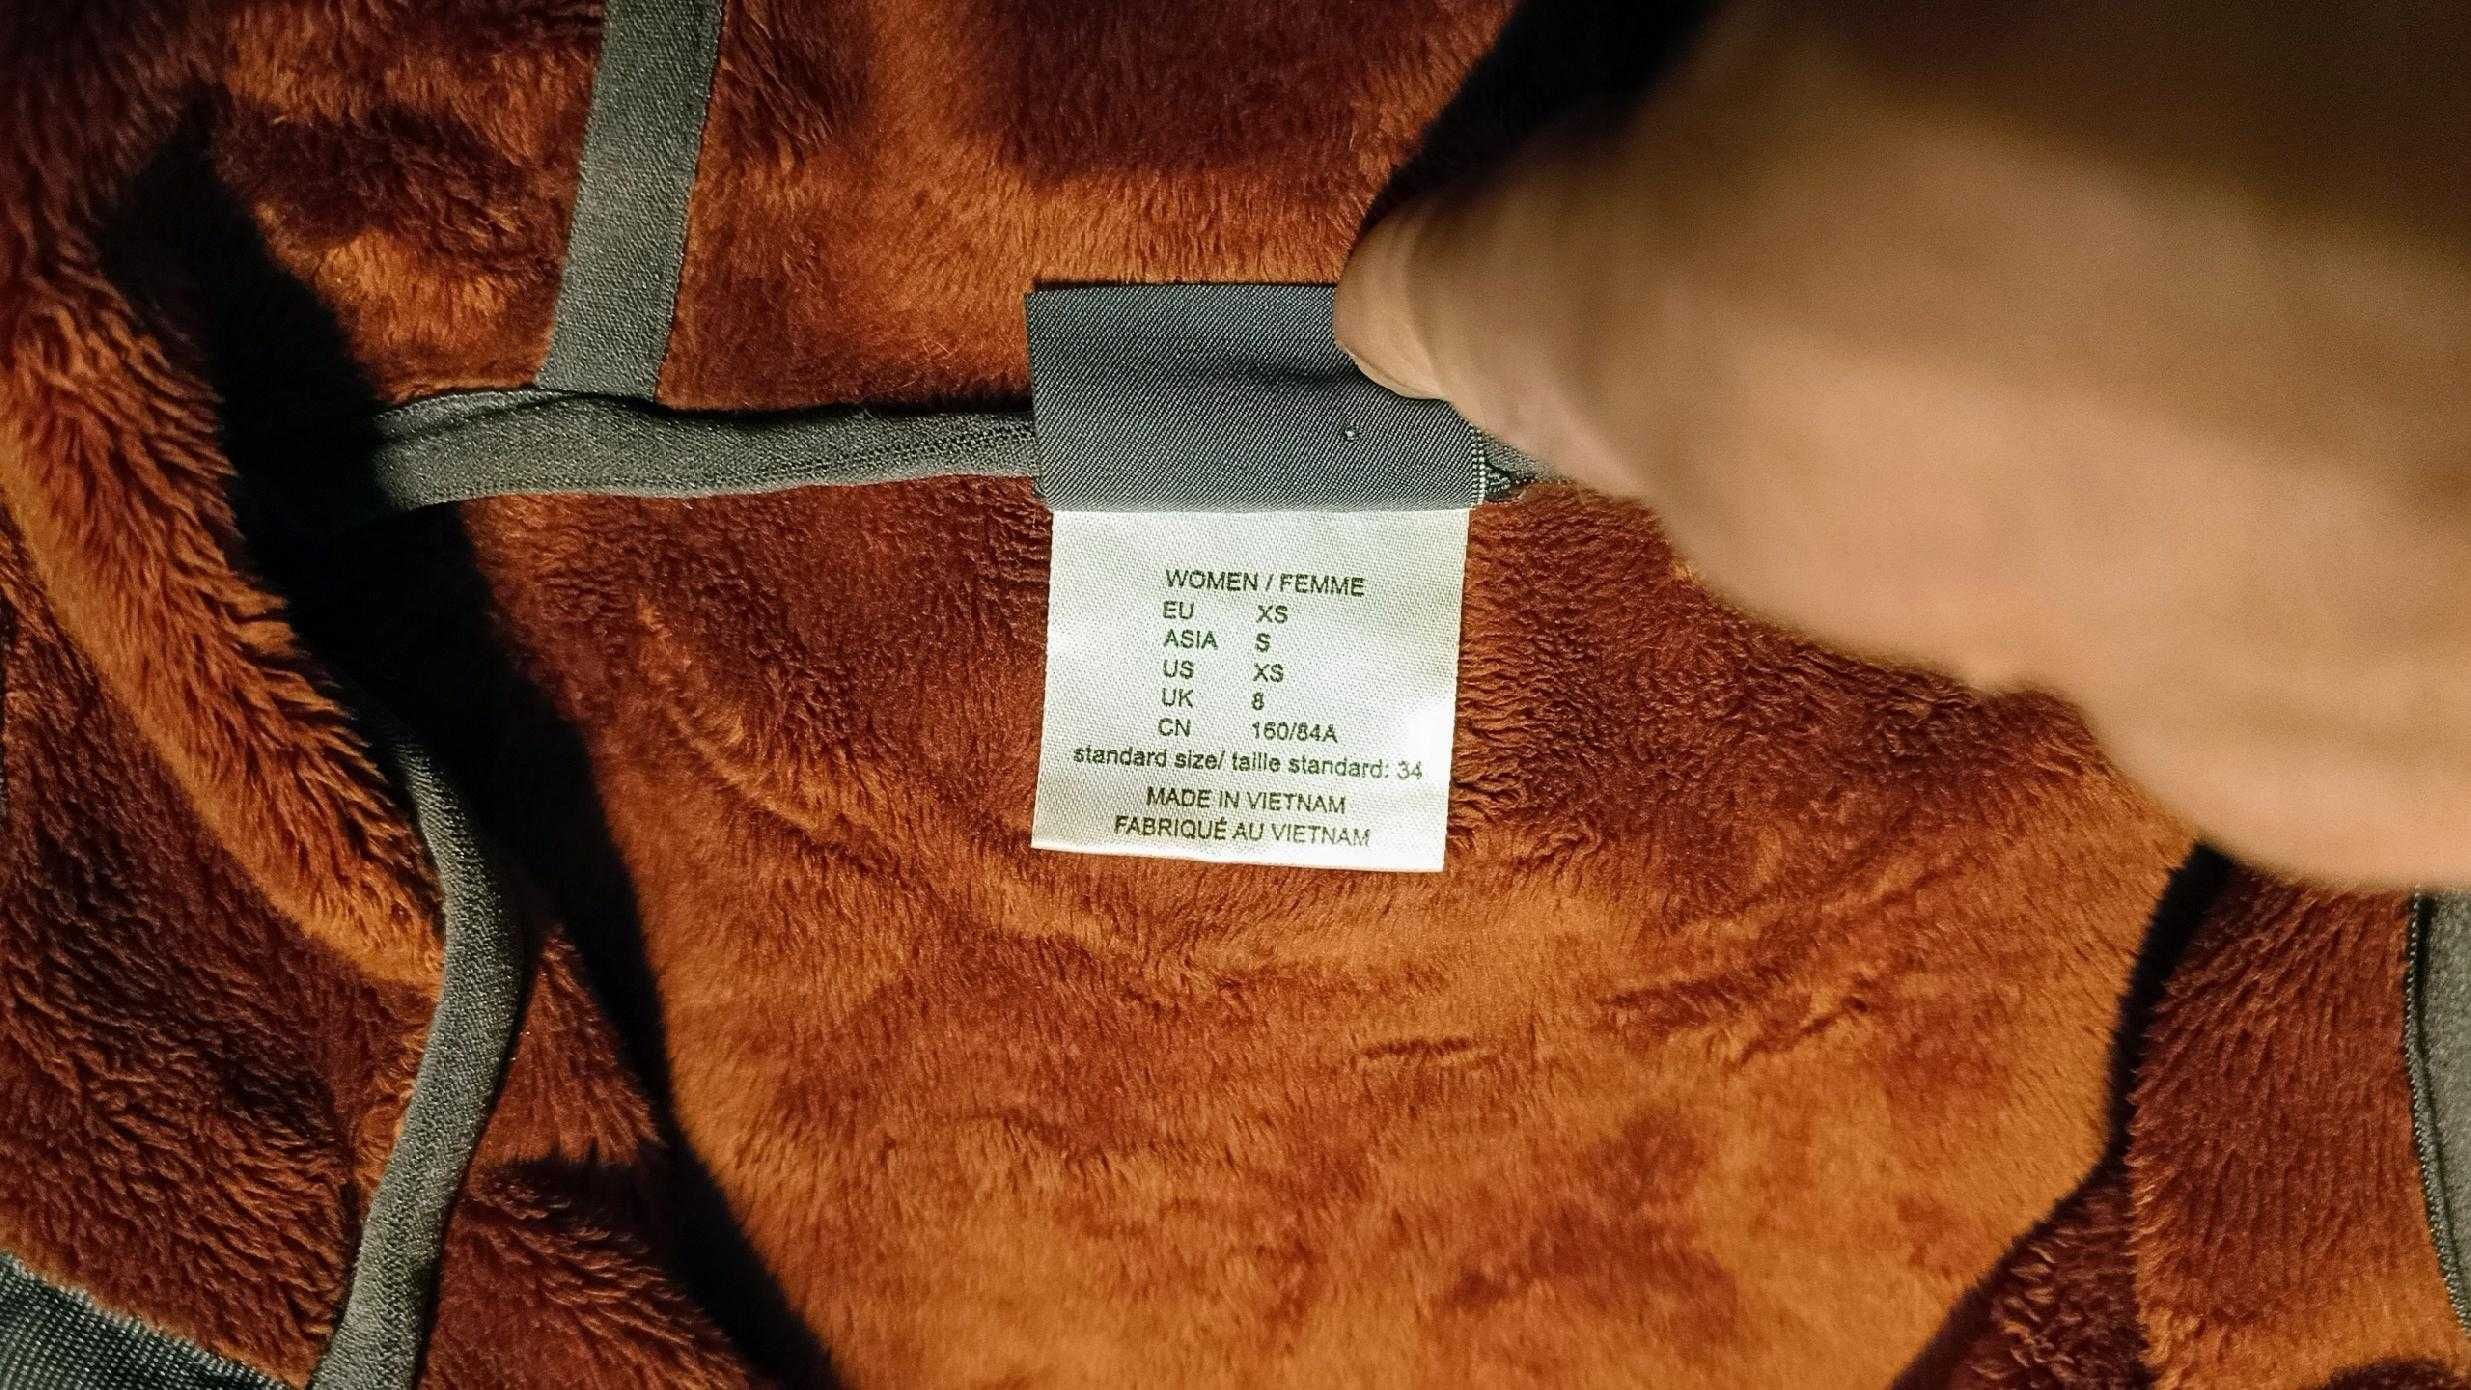 WOMEN / FEMME
EU XS
ASIA S
US XS
UK 8
CN 160/84A
standard size/ taille standard: 34
MADE IN VIETNAM
FABRIQUÉ AU VIETNAM